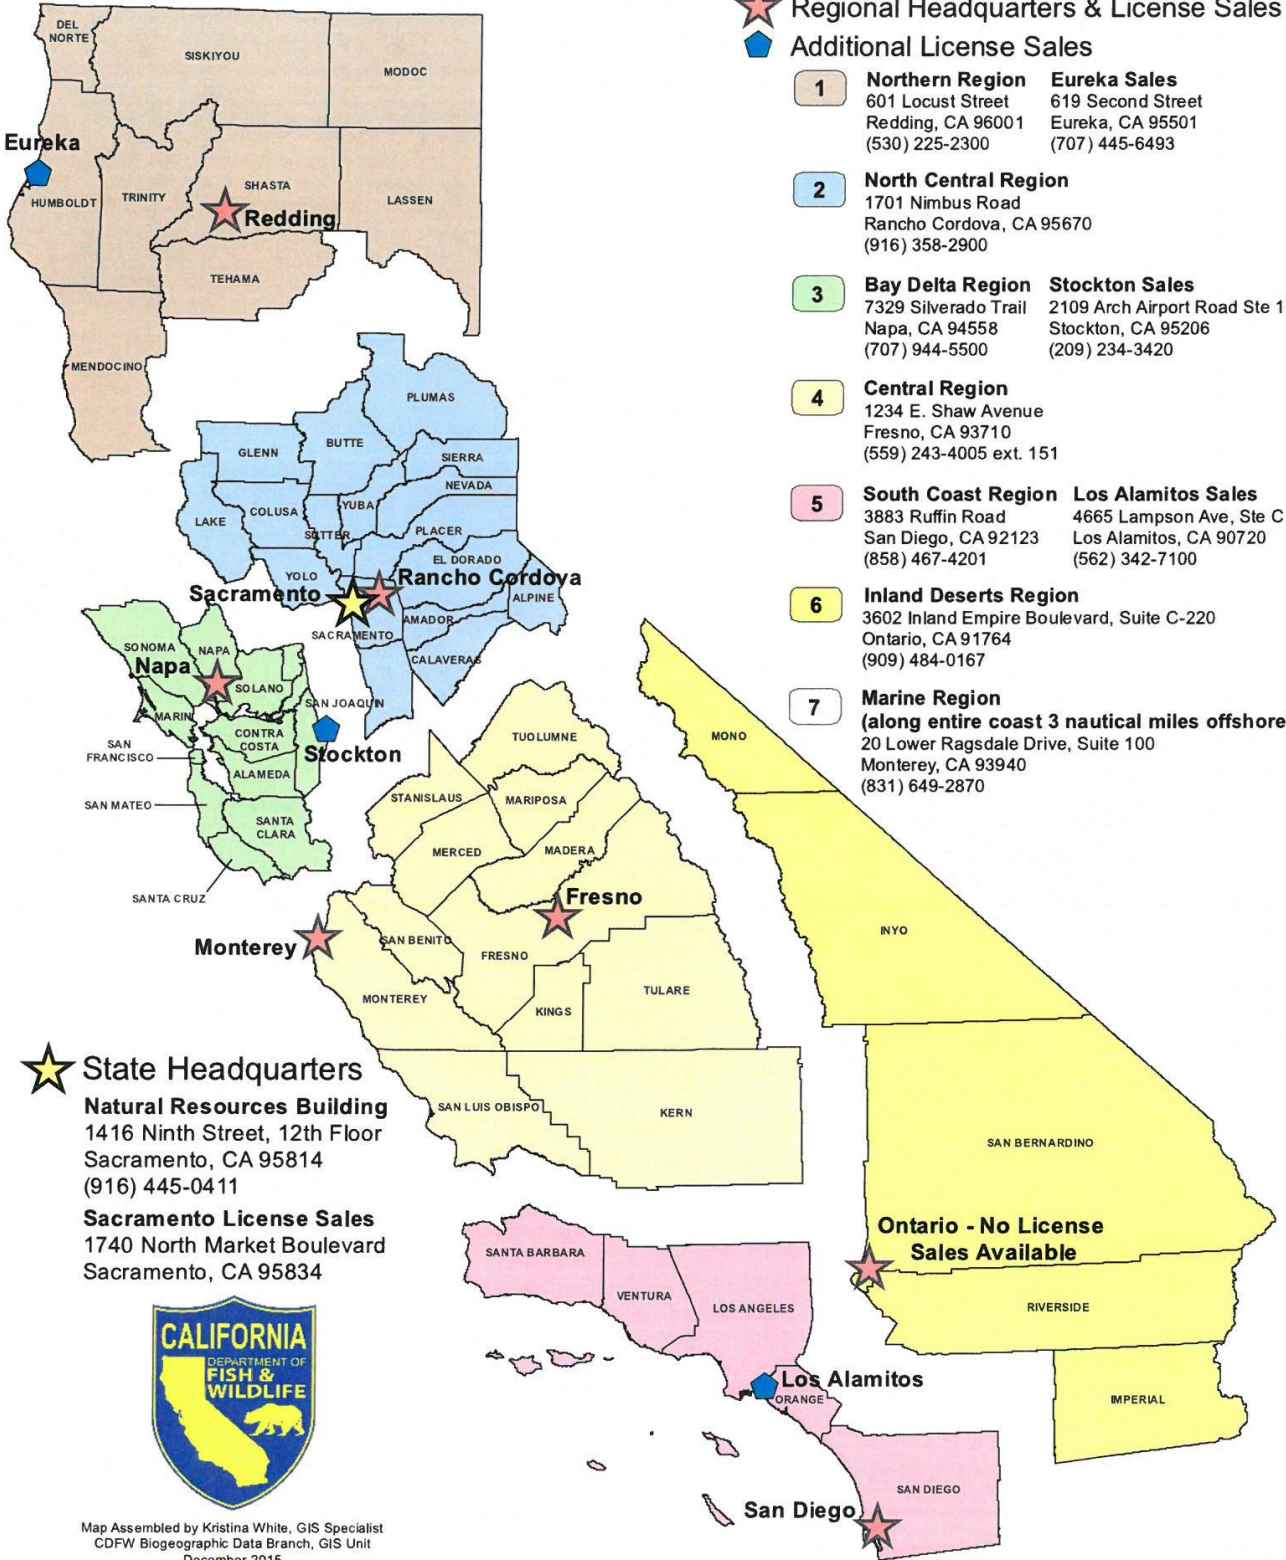 Regional Headquarters & License Sales
Additional License Sales
1
Northern Region
601 Locust Street
Redding, CA 96001
(530) 225-2300
Eureka Sales
619 Second Street
Eureka, CA 95501
(707) 445-6493
2
North Central Region
1701 Nimbus Road
Rancho Cordova, CA 95670
(916) 358-2900
3
Bay Delta Region
7329 Silverado Trail
Napa, CA 94558
(707) 944-5500
Stockton Sales
2109 Arch Airport Road Ste 1
Stockton, CA 95206
(209) 234-3420
4
Central Region
1234 E. Shaw Avenue
Fresno, CA 93710
(559) 243-4005 ext. 151
5
South Coast Region
3883 Ruffin Road
San Diego, CA 92123
(858) 467-4201
Los Alamitos Sales
4665 Lampson Ave, Ste C
Los Alamitos, CA 90720
(562) 342-7100
6
Inland Deserts Region
3602 Inland Empire Boulevard, Suite C-220
Ontario, CA 91764
(909) 484-0167
7
Marine Region
(along entire coast 3 nautical miles offshore
20 Lower Ragsdale Drive, Suite 100
Monterey, CA 93940
(831) 649-2870
DEL
NORTE
SISKIYOU
MODOC
Eureka
HUMBOLDT
TRINITY
SHASTA
Redding
LASSEN
TEHAMA
MENDOCINO
PLUMAS
BUTTE
GLENN
SIERRA
NEVADA
YUBA
COLUSA
LAKE
SUTTER
PLACER
EL DORADO
YOLO
Rancho Cordova
Sacramento
ALPINE
AMADOR
SACRAMENTO
CALAVERAS
SONOMA
NAPA
Napa
SOLANO
SAN JOAQUIN
MARIN
CONTRA
COSTA
SAN
FRANCISCO
Stockton
ALAMEDA
SAN MATEO
SANTA
CLARA
SANTA CRUZ
TUOLUMNE
STANISLAUS
MARIPOSA
MERCED
MADERA
Fresno
Monterey
SAN BENITO
FRESNO
MONTEREY
KINGS
TULARE
SAN LUIS OBISPO
KERN
MONO
INYO
SAN BERNARDINO
Ontario - No License
Sales Available
RIVERSIDE
IMPERIAL
SANTA BARBARA
VENTURA
LOS ANGELES
Los Alamitos
ORANGE
SAN DIEGO
San Diego
State Headquarters
Natural Resources Building
1416 Ninth Street, 12th Floor
Sacramento, CA 95814
(916) 445-0411
Sacramento License Sales
1740 North Market Boulevard
Sacramento, CA 95834
CALIFORNIA
DEPARTMENT OF
FISH &
WILDLIFE
Map Assembled by Kristina White, GIS Specialist
CDFW Biogeographic Data Branch, GIS Unit
December 2015